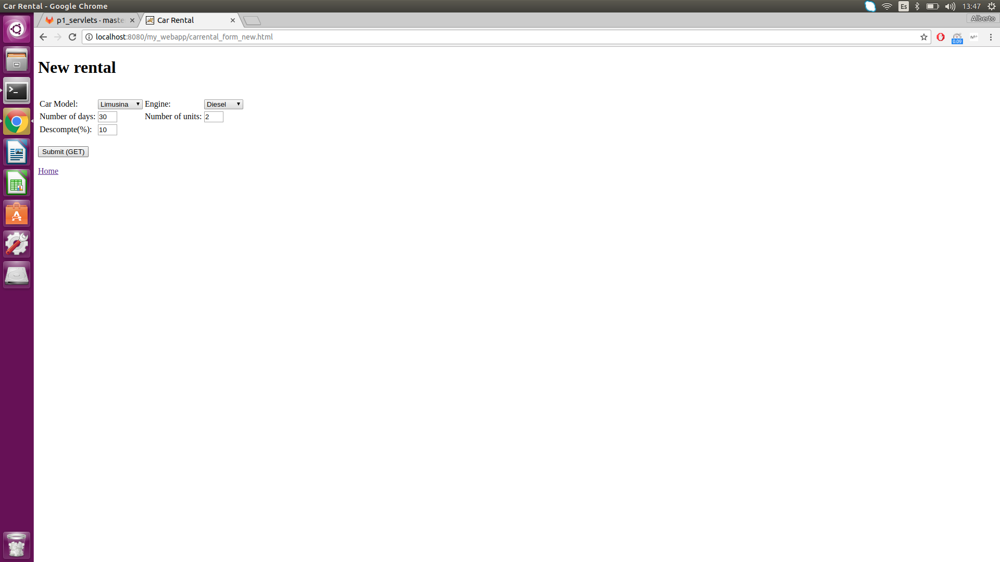 Car Rental - Google Chrome
Es
13:47
p1_servlets · maste
Car Rental
Alberto
localhost:8080/my_webapp/carrental_form_new.html
0.09
New rental
Car Model: Limusina Engine: Diesel
Number of days: 30 Number of units: 2
Descompte(%): 10
Submit (GET)
Home